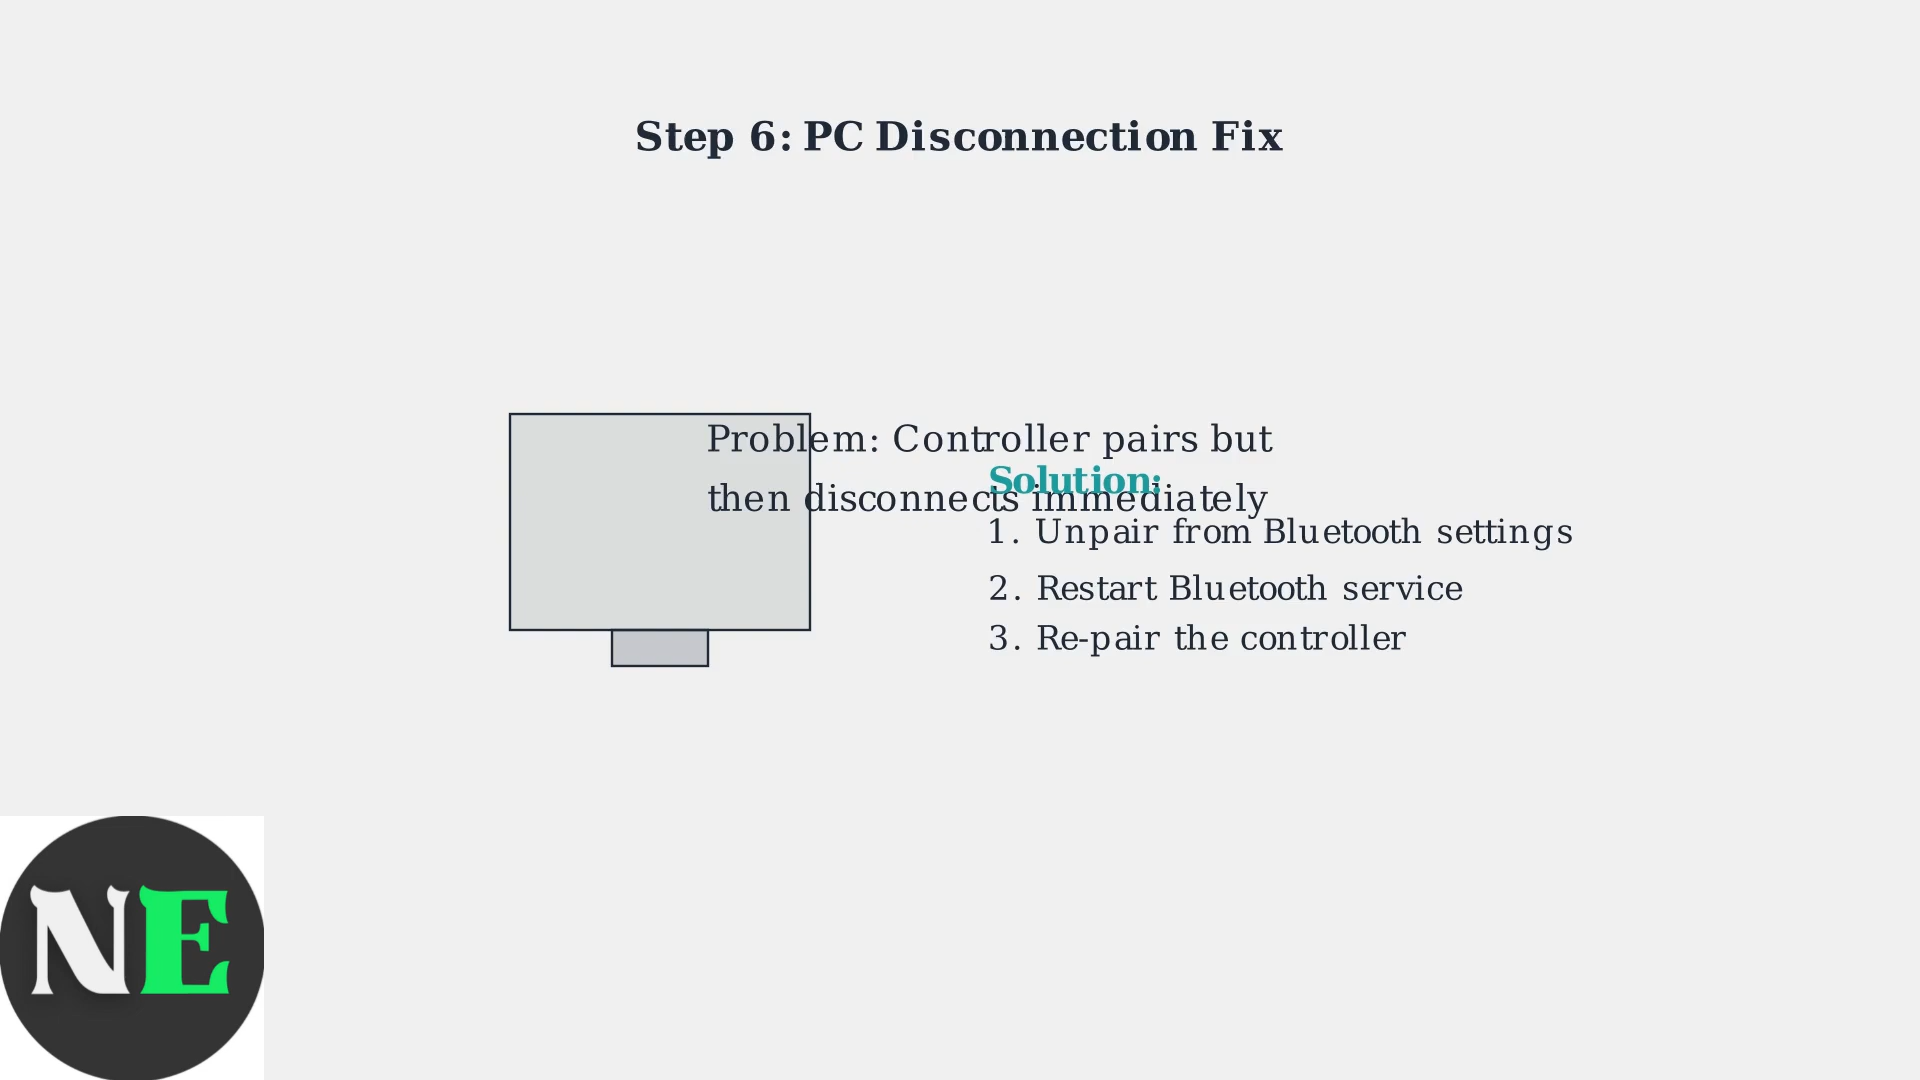 Step 6: PC Disconnection Fix
Problem: Controller pairs but
then disconnects immediately
Solution:
1. Unpair from Bluetooth settings
2. Restart Bluetooth service
3. Re-pair the controller
NE